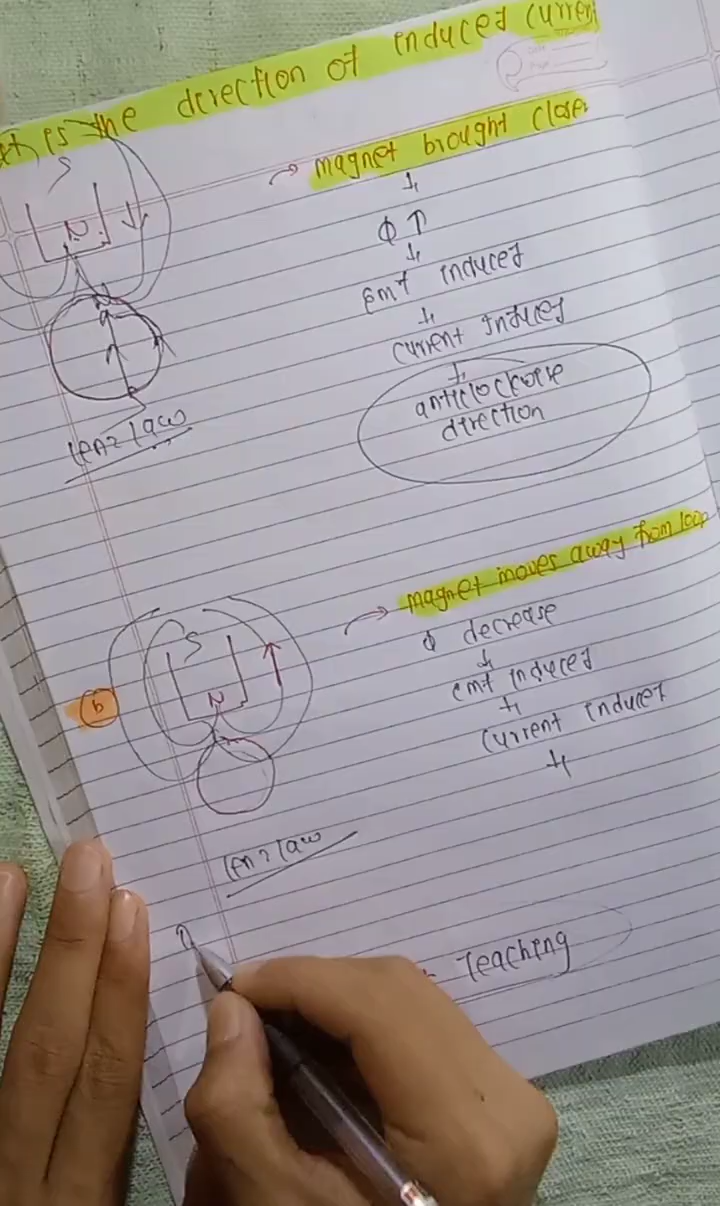 is the direction of induced current
S
→ magnet brought close
↓
N
ϕ ↑
↓
emf induced
↓
current induced
↓
anticlockwise
direction
lenz law
→ magnet moves away from loop
ϕ decrease
↓
S
emf induced
↓
b
N
current induced
↓
lenz law
Teaching